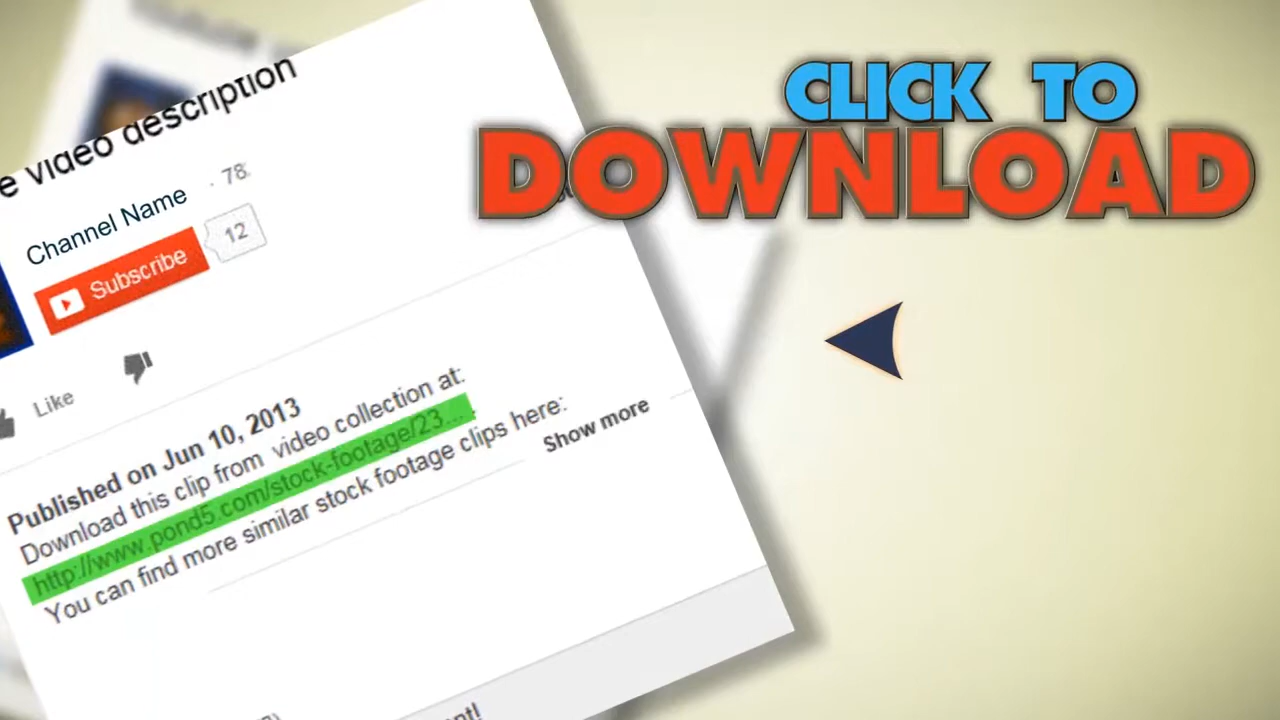 CLICK TO
DOWNLOAD
e video description
Channel Name
78
Subscribe
12
Like
Published on Jun 10, 2013
Download this clip from video collection at:
http://www.pond5.com/stock-footage/23...
You can find more similar stock footage clips here:
Show more